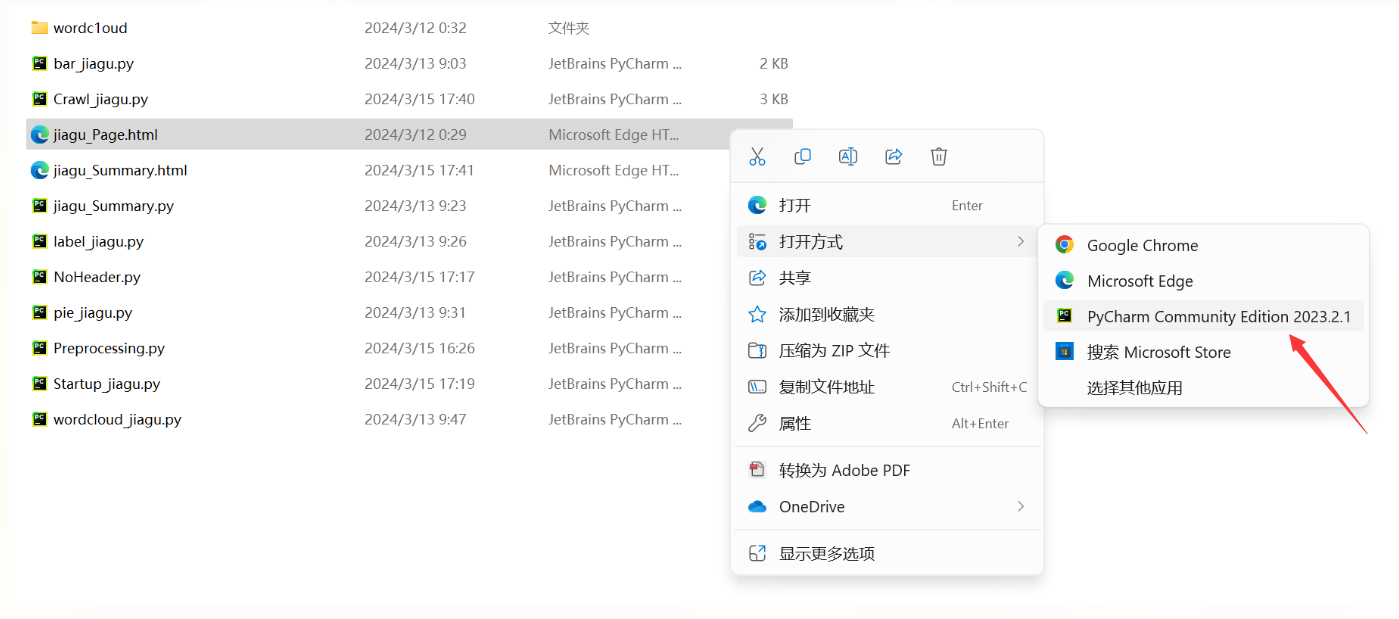 wordc1oud 2024/3/12 0:32 文件夹
bar_jiagu.py 2024/3/13 9:03 JetBrains PyCharm ... 2 KB
Crawl_jiagu.py 2024/3/15 17:40 JetBrains PyCharm ... 3 KB
jiagu_Page.html 2024/3/12 0:29 Microsoft Edge HT...
jiagu_Summary.html 2024/3/15 17:41 Microsoft Edge HT...
jiagu_Summary.py 2024/3/13 9:23 JetBrains PyCharm ...
label_jiagu.py 2024/3/13 9:26 JetBrains PyCharm ...
NoHeader.py 2024/3/15 17:17 JetBrains PyCharm ...
pie_jiagu.py 2024/3/13 9:31 JetBrains PyCharm ...
Preprocessing.py 2024/3/15 16:26 JetBrains PyCharm ...
Startup_jiagu.py 2024/3/15 17:19 JetBrains PyCharm ...
wordcloud_jiagu.py 2024/3/13 9:47 JetBrains PyCharm ...
打开 Enter
打开方式
共享
添加到收藏夹
压缩为 ZIP 文件
复制文件地址 Ctrl+Shift+C
属性 Alt+Enter
转换为 Adobe PDF
OneDrive
显示更多选项
Google Chrome
Microsoft Edge
PyCharm Community Edition 2023.2.1
搜索 Microsoft Store
选择其他应用